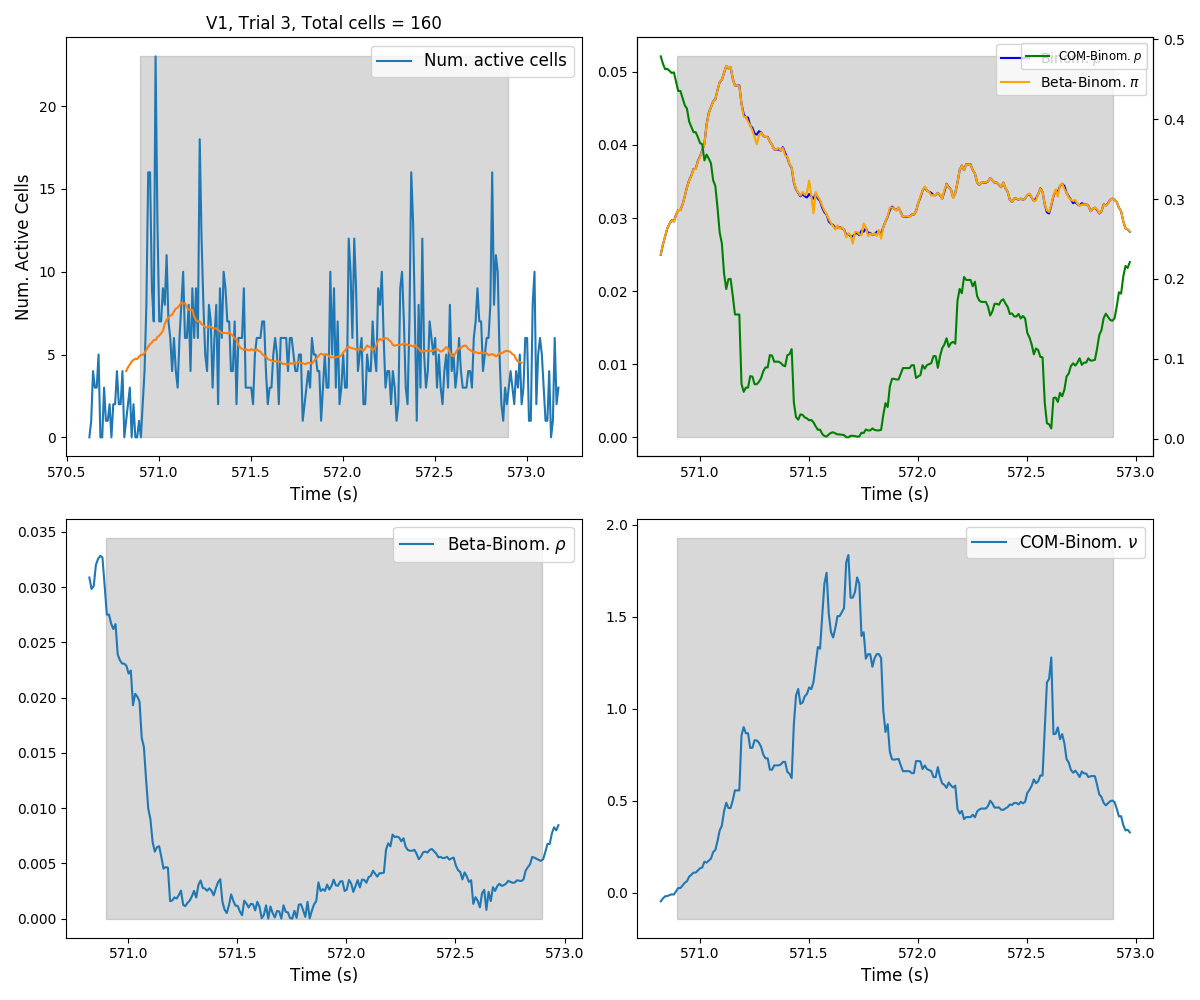 V1, Trial 3, Total cells = 160
Num. active cells
Num. Active Cells
20
15
10
5
0
570.5 571.0 571.5 572.0 572.5 573.0
Time (s)
COM-Binom. p
Beta-Binom. π
0.05
0.04
0.03
0.02
0.01
0.00
0.5
0.4
0.3
0.2
0.1
0.0
571.0 571.5 572.0 572.5 573.0
Time (s)
Beta-Binom. ρ
0.035
0.030
0.025
0.020
0.015
0.010
0.005
0.000
571.0 571.5 572.0 572.5 573.0
Time (s)
COM-Binom. ν
2.0
1.5
1.0
0.5
0.0
571.0 571.5 572.0 572.5 573.0
Time (s)